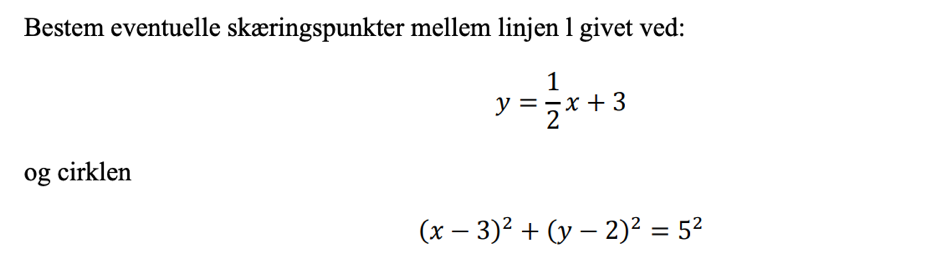 Bestem eventuelle skæringspunkter mellem linjen l givet ved:
y = 1/2 x + 3
og cirklen
(x − 3)² + (y − 2)² = 5²